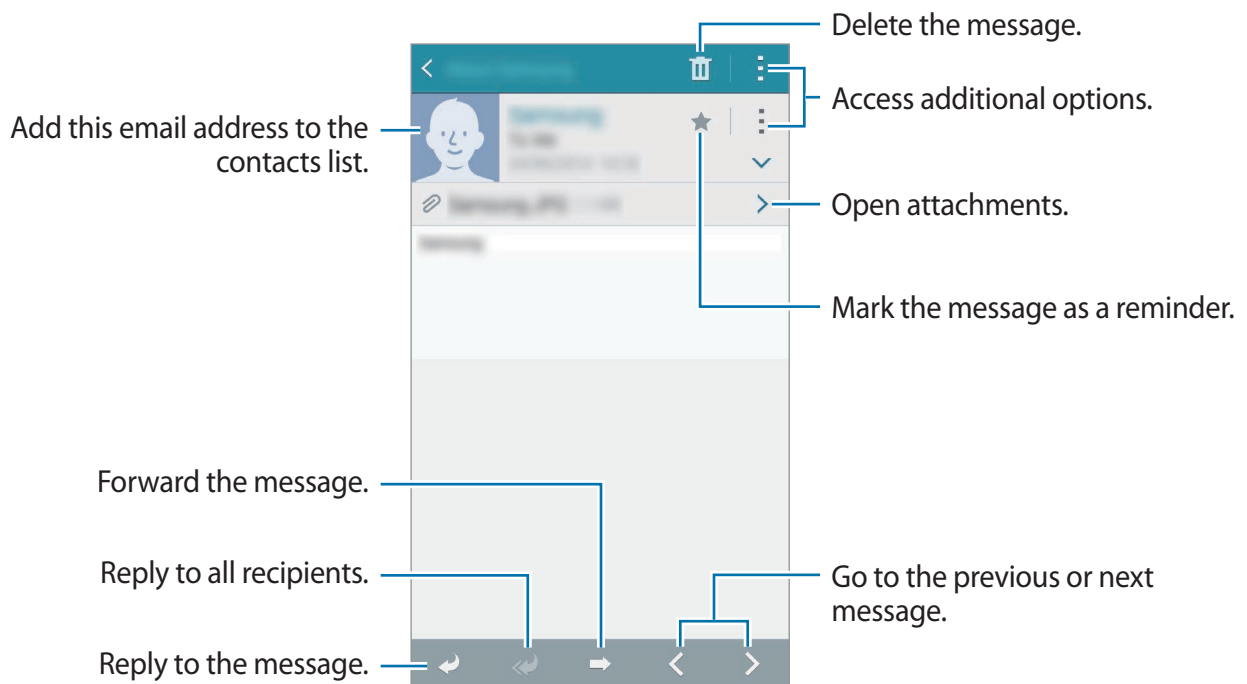 Delete the message.
Access additional options.
Add this email address to the
contacts list.
Open attachments.
Mark the message as a reminder.
Forward the message.
Reply to all recipients.
Go to the previous or next
message.
Reply to the message.